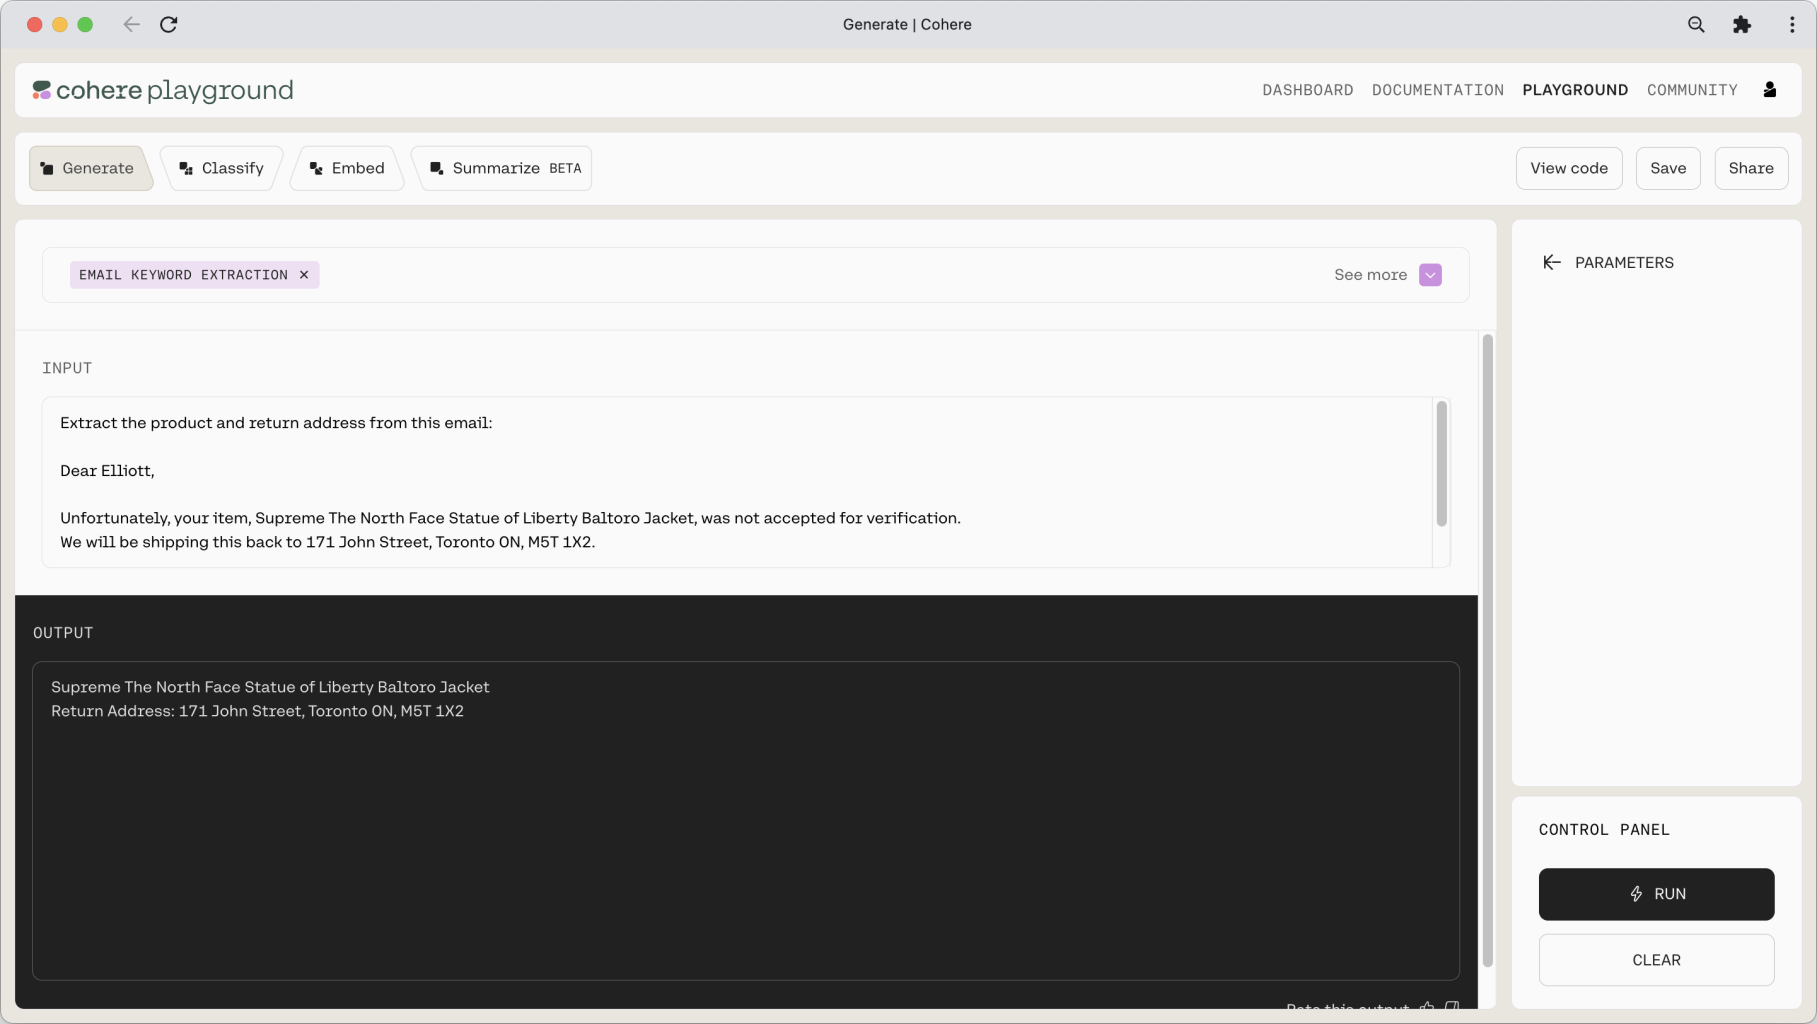 Generate | Cohere
cohere playground
DASHBOARD DOCUMENTATION PLAYGROUND COMMUNITY
Generate Classify Embed Summarize BETA
View code Save Share
EMAIL KEYWORD EXTRACTION ×
See more
PARAMETERS
INPUT
Extract the product and return address from this email:
Dear Elliott,
Unfortunately, your item, Supreme The North Face Statue of Liberty Baltoro Jacket, was not accepted for verification.
We will be shipping this back to 171 John Street, Toronto ON, M5T 1X2.
OUTPUT
Supreme The North Face Statue of Liberty Baltoro Jacket
Return Address: 171 John Street, Toronto ON, M5T 1X2
Rate this output
CONTROL PANEL
RUN
CLEAR